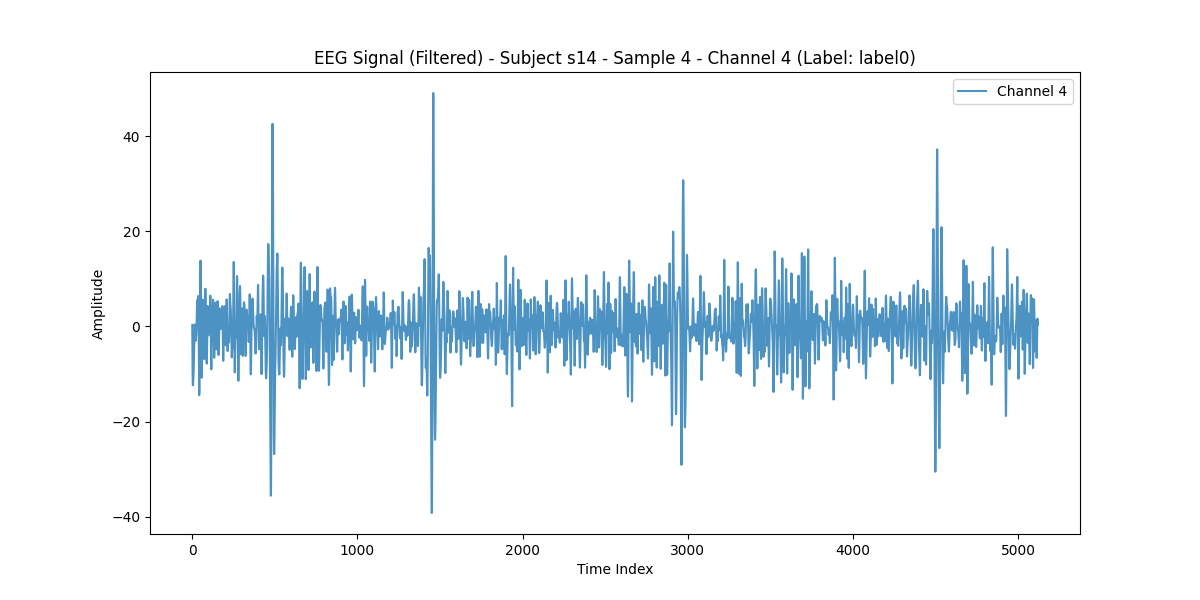 EEG Signal (Filtered) - Subject s14 - Sample 4 - Channel 4 (Label: label0)
Channel 4
40
20
0
−20
−40
Amplitude
0 1000 2000 3000 4000 5000
Time Index